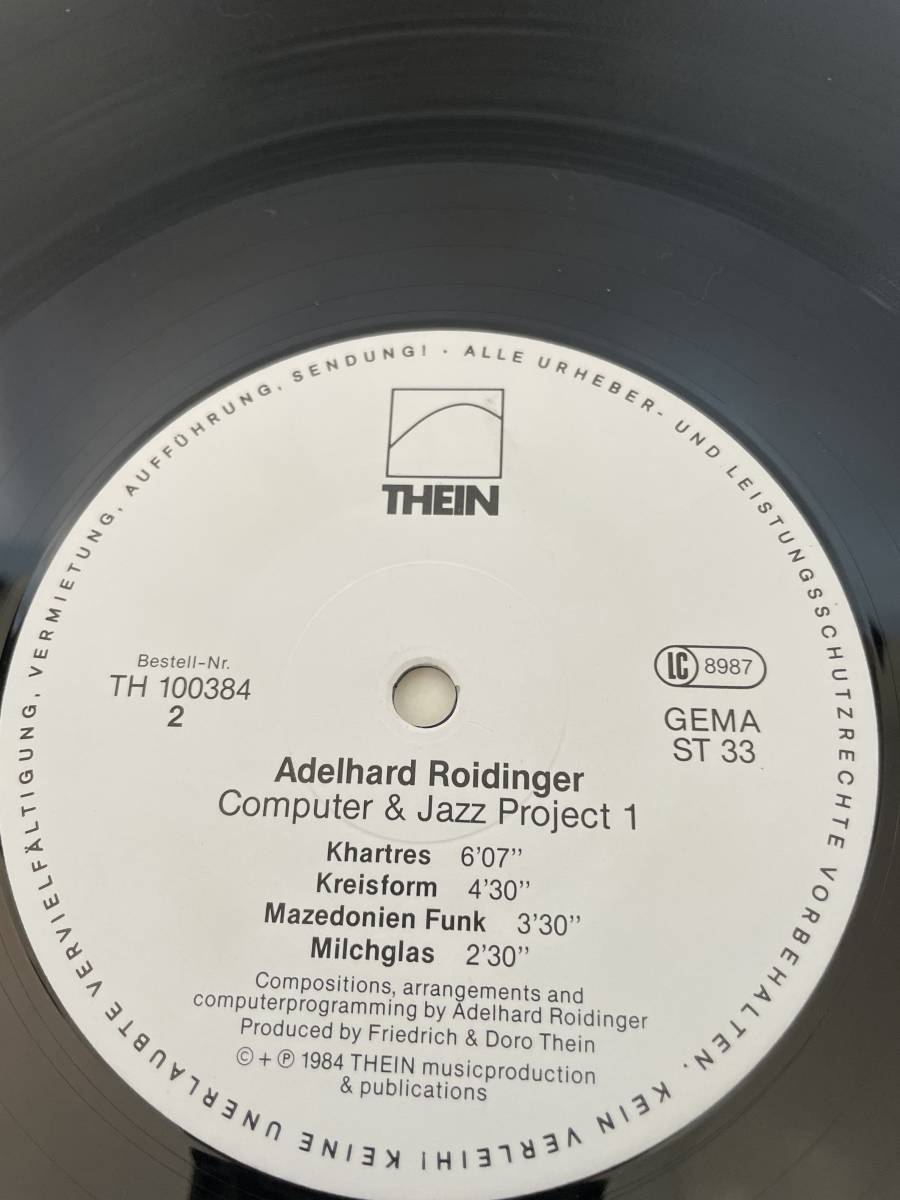 ALLE URHEBER- UND LEISTUNGSSCHUTZRECHTE VORBEHALTEN. KEIN VERLEIH! KEINE UNERLAUBTE VERVIELFÄLTIGUNG, VERMIETUNG, AUFFÜHRUNG, SENDUNG! ·
THEIN
Bestell-Nr.
TH 100384
2
LC 8987
GEMA
ST 33
Adelhard Roidinger
Computer & Jazz Project 1
Khartres 6'07''
Kreisform 4'30''
Mazedonien Funk 3'30''
Milchglas 2'30''
Compositions, arrangements and
computerprogramming by Adelhard Roidinger
Produced by Friedrich & Doro Thein
© + ℗ 1984 THEIN musicproduction
& publications